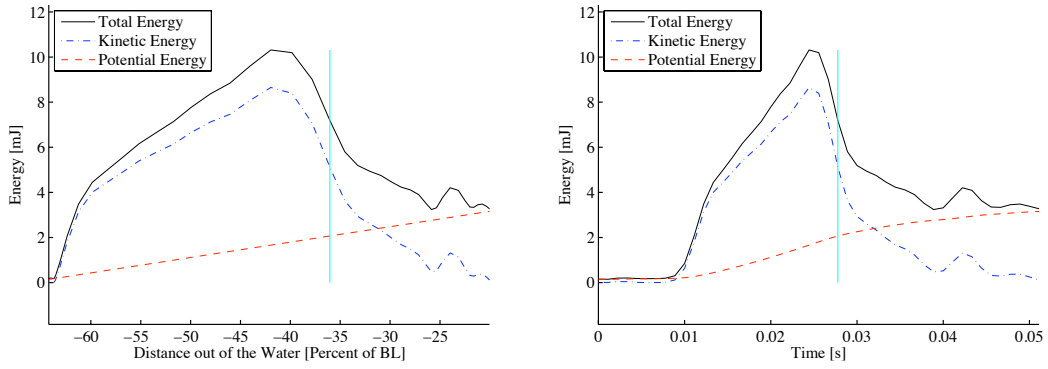 Total Energy
Kinetic Energy
Potential Energy
12
10
8
6
4
2
0
Energy [mJ]
−60 −55 −50 −45 −40 −35 −30 −25
Distance out of the Water [Percent of BL]
Total Energy
Kinetic Energy
Potential Energy
12
10
8
6
4
2
0
Energy [mJ]
0 0.01 0.02 0.03 0.04 0.05
Time [s]